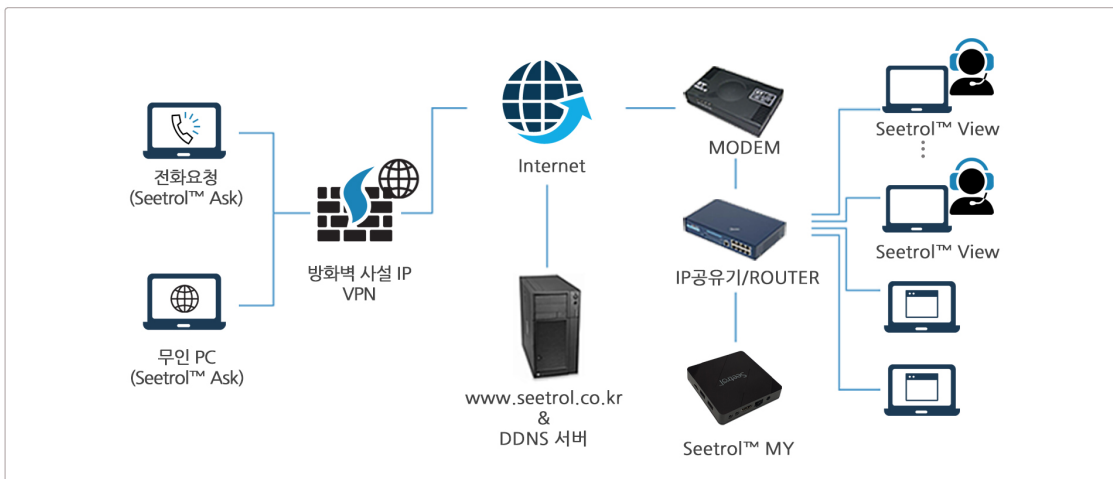 전화요청
(Seetrol™ Ask)
무인 PC
(Seetrol™ Ask)
방화벽 사설 IP
VPN
Internet
www.seetrol.co.kr
&
DDNS 서버
MODEM
IP공유기/ROUTER
Seetrol
Seetrol™ MY
Seetrol™ View
Seetrol™ View